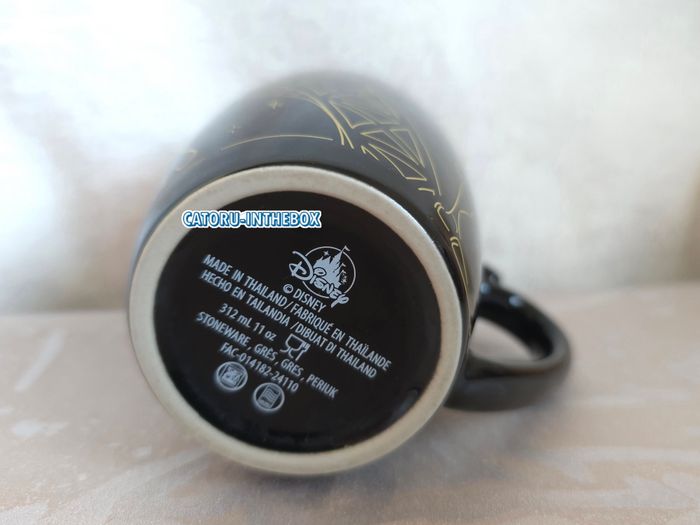 CATORU-INTHEBOX
Disney
MADE IN THAILAND/FABRIQUÉ EN THAÏLANDE
© DISNEY
HECHO EN TAILANDIA/DIBUAT DI THAILAND
312 mL 11 oz
STONEWARE, GRÈS, GRES, PERIUK
FAC-014182-24110